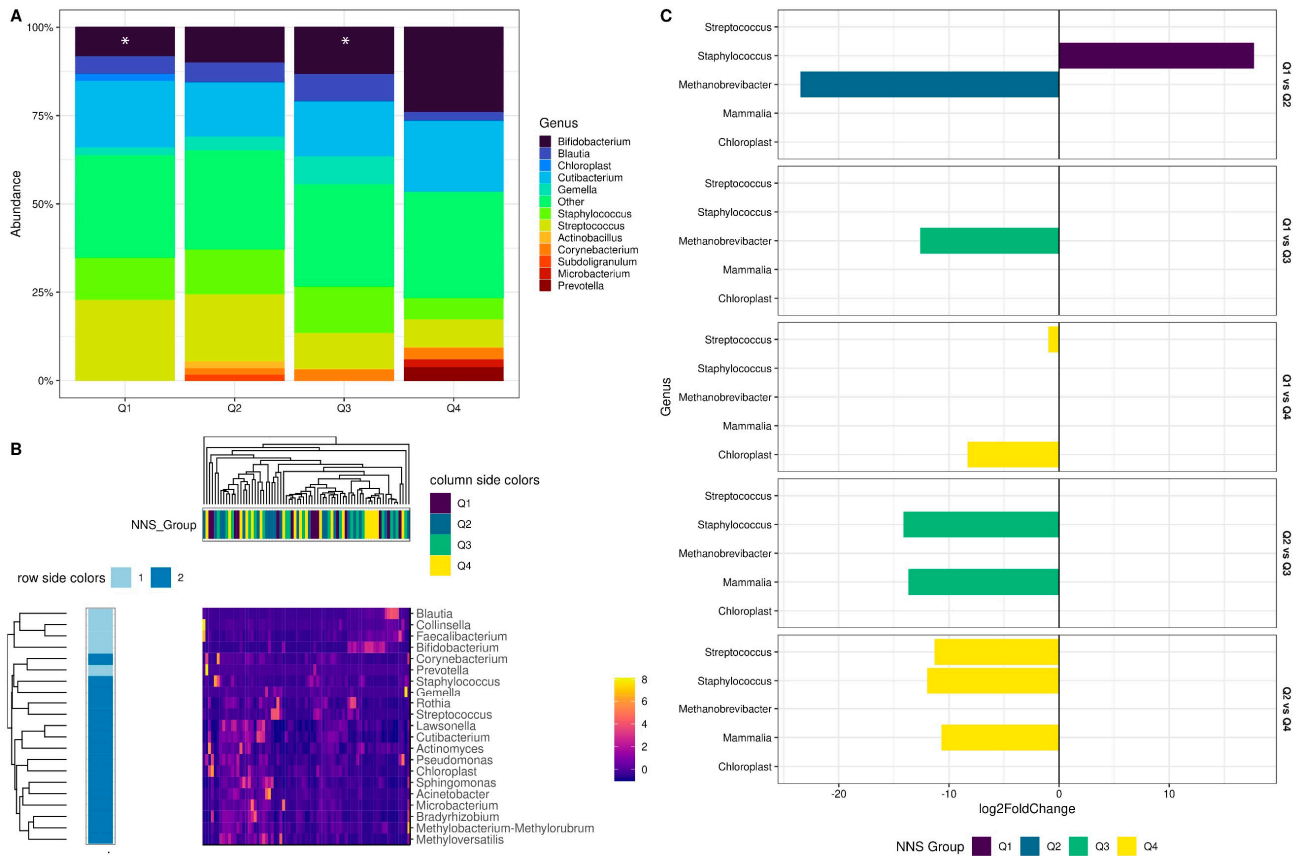 A
100%
75%
50%
25%
0%
Abundance
*
*
Q1
Q2
Q3
Q4
Genus
Bifidobacterium
Blautia
Chloroplast
Cutibacterium
Gemella
Other
Staphylococcus
Streptococcus
Actinobacillus
Corynebacterium
Subdoligranulum
Microbacterium
Prevotella
B
NNS_Group
column side colors
Q1
Q2
Q3
Q4
row side colors
1
2
Blautia
Collinsella
Faecalibacterium
Bifidobacterium
Corynebacterium
Prevotella
Staphylococcus
Gemella
Rothia
Streptococcus
Lawsonella
Cutibacterium
Actinomyces
Pseudomonas
Chloroplast
Sphingomonas
Acinetobacter
Microbacterium
Bradyrhizobium
Methylobacterium-Methylorubrum
Methyloversatilis
8
6
4
2
0
C
Genus
Streptococcus
Staphylococcus
Methanobrevibacter
Mammalia
Chloroplast
Q1 vs Q2
Streptococcus
Staphylococcus
Methanobrevibacter
Mammalia
Chloroplast
Q1 vs Q3
Streptococcus
Staphylococcus
Methanobrevibacter
Mammalia
Chloroplast
Q1 vs Q4
Streptococcus
Staphylococcus
Methanobrevibacter
Mammalia
Chloroplast
Q2 vs Q3
Streptococcus
Staphylococcus
Methanobrevibacter
Mammalia
Chloroplast
Q2 vs Q4
-20
-10
0
10
log2FoldChange
NNS Group
Q1
Q2
Q3
Q4